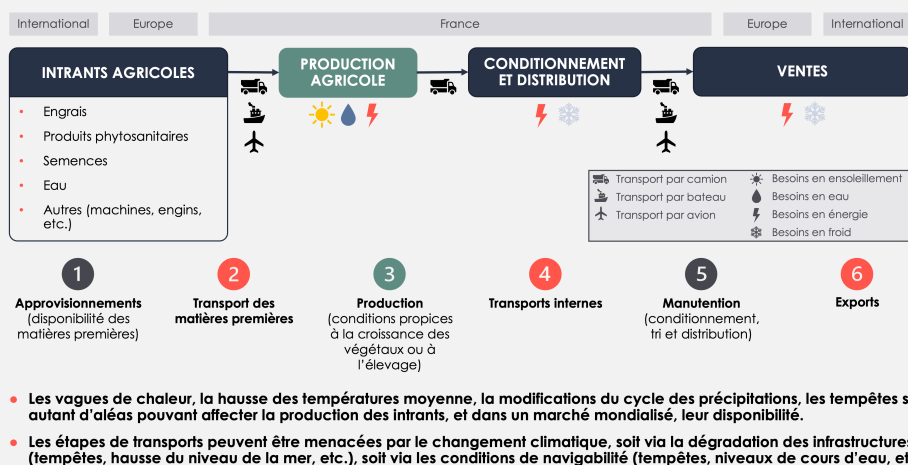 International
Europe
France
Europe
International
INTRANTS AGRICOLES
PRODUCTION
AGRICOLE
CONDITIONNEMENT
ET DISTRIBUTION
VENTES
• Engrais
• Produits phytosanitaires
• Semences
• Eau
• Autres (machines, engins,
etc.)
Transport par camion
Transport par bateau
Transport par avion
Besoins en ensoleillement
Besoins en eau
Besoins en énergie
Besoins en froid
1
Approvisionnements
(disponibilité des
matières premières)
2
Transport des
matières premières
3
Production
(conditions propices
à la croissance des
végétaux ou à
l'élevage)
4
Transports internes
5
Manutention
(conditionnement,
tri et distribution)
6
Exports
• Les vagues de chaleur, la hausse des températures moyenne, la modifications du cycle des précipitations, les tempêtes
autant d'aléas pouvant affecter la production des intrants, et dans un marché mondialisé, leur disponibilité.
• Les étapes de transports peuvent être menacées par le changement climatique, soit via la dégradation des infrastructures
(tempêtes, hausse du niveau de la mer, etc.), soit via les conditions de navigabilité (tempêtes, niveaux de cours d'eau,